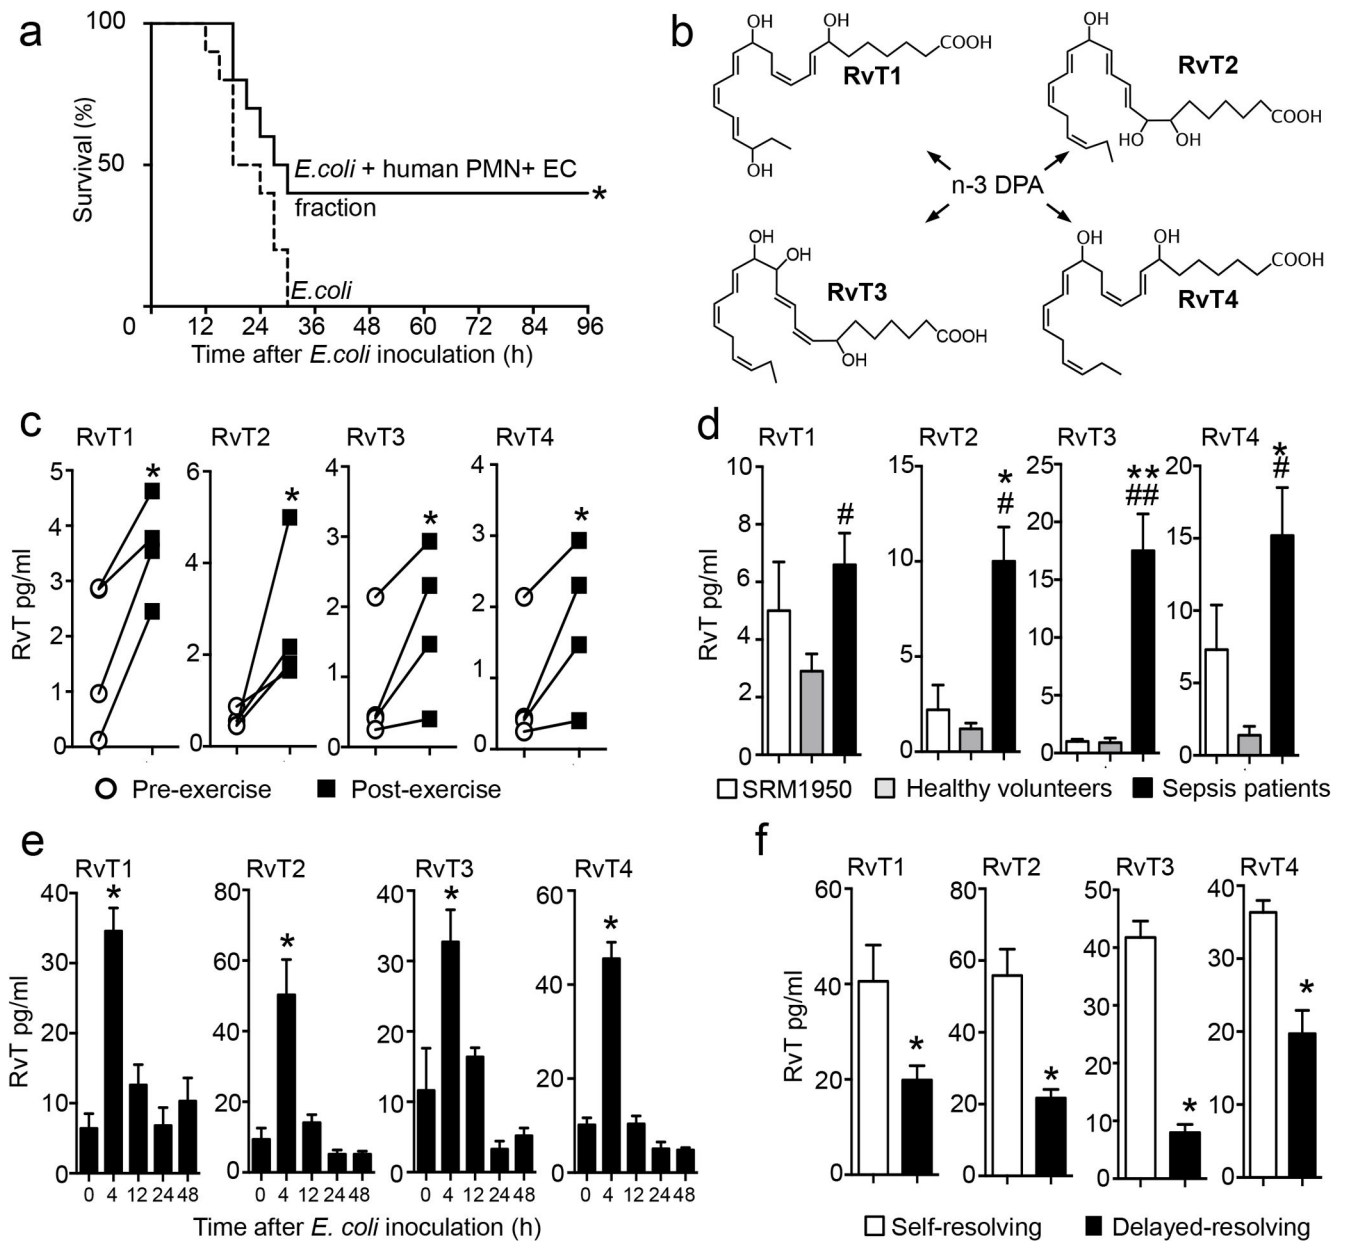 a
100
50
0
Survival (%)
E.coli + human PMN+ EC
fraction
E.coli
12 24 36 48 60 72 84 96
Time after E.coli inoculation (h)
b
OH OH COOH
RvT1
OH
OH
RvT2
COOH
HO OH
n-3 DPA
OH
OH
RvT3
COOH
OH
OH OH
COOH
RvT4
c
RvT1 RvT2 RvT3 RvT4
RvT pg/ml
5 4 3 2 1 0
6 4 2 0
4 3 2 1 0
4 3 2 1 0
* * * *
Pre-exercise Post-exercise
d
RvT1 RvT2 RvT3 RvT4
RvT pg/ml
10 8 6 4 2 0
15 10 5 0
25 20 15 10 5 0
20 15 10 5 0
#
*
#
**
##
*
#
SRM1950 Healthy volunteers Sepsis patients
e
RvT1 RvT2 RvT3 RvT4
RvT pg/ml
40 30 20 10 0
80 60 40 20 0
40 30 20 10 0
60 40 20 0
* * * *
0 4 12 24 48 0 4 12 24 48 0 4 12 24 48 0 4 12 24 48
Time after E. coli inoculation (h)
f
RvT1 RvT2 RvT3 RvT4
RvT pg/ml
60 40 20 0
80 60 40 20 0
50 40 30 20 10 0
40 30 20 10 0
* * * *
Self-resolving Delayed-resolving